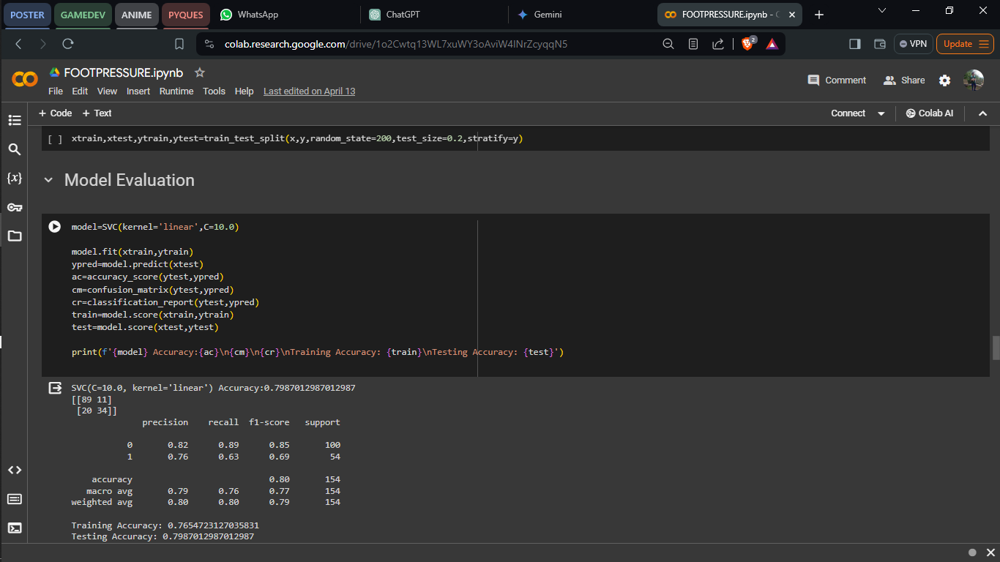 POSTER GAMEDEV ANIME PYQUES WhatsApp ChatGPT Gemini FOOTPRESSURE.ipynb - C
colab.research.google.com/drive/1o2Cwtq13WL7xuWY3oAviW4lNrZcyqqN5 2 VPN Update
FOOTPRESSURE.ipynb
File Edit View Insert Runtime Tools Help Last edited on April 13 Comment Share
+ Code + Text Connect Colab AI
[ ] xtrain,xtest,ytrain,ytest=train_test_split(x,y,random_state=200,test_size=0.2,stratify=y)
Model Evaluation
{x}
model=SVC(kernel='linear',C=10.0)
model.fit(xtrain,ytrain)
ypred=model.predict(xtest)
ac=accuracy_score(ytest,ypred)
cm=confusion_matrix(ytest,ypred)
cr=classification_report(ytest,ypred)
train=model.score(xtrain,ytrain)
test=model.score(xtest,ytest)
print(f'{model} Accuracy:{ac}\n{cm}\n{cr}\nTraining Accuracy: {train}\nTesting Accuracy: {test}')
SVC(C=10.0, kernel='linear') Accuracy:0.7987012987012987
[[89 11]
[20 34]]
precision recall f1-score support
0 0.82 0.89 0.85 100
1 0.76 0.63 0.69 54
accuracy 0.80 154
macro avg 0.79 0.76 0.77 154
weighted avg 0.80 0.80 0.79 154
Training Accuracy: 0.7654723127035831
Testing Accuracy: 0.7987012987012987